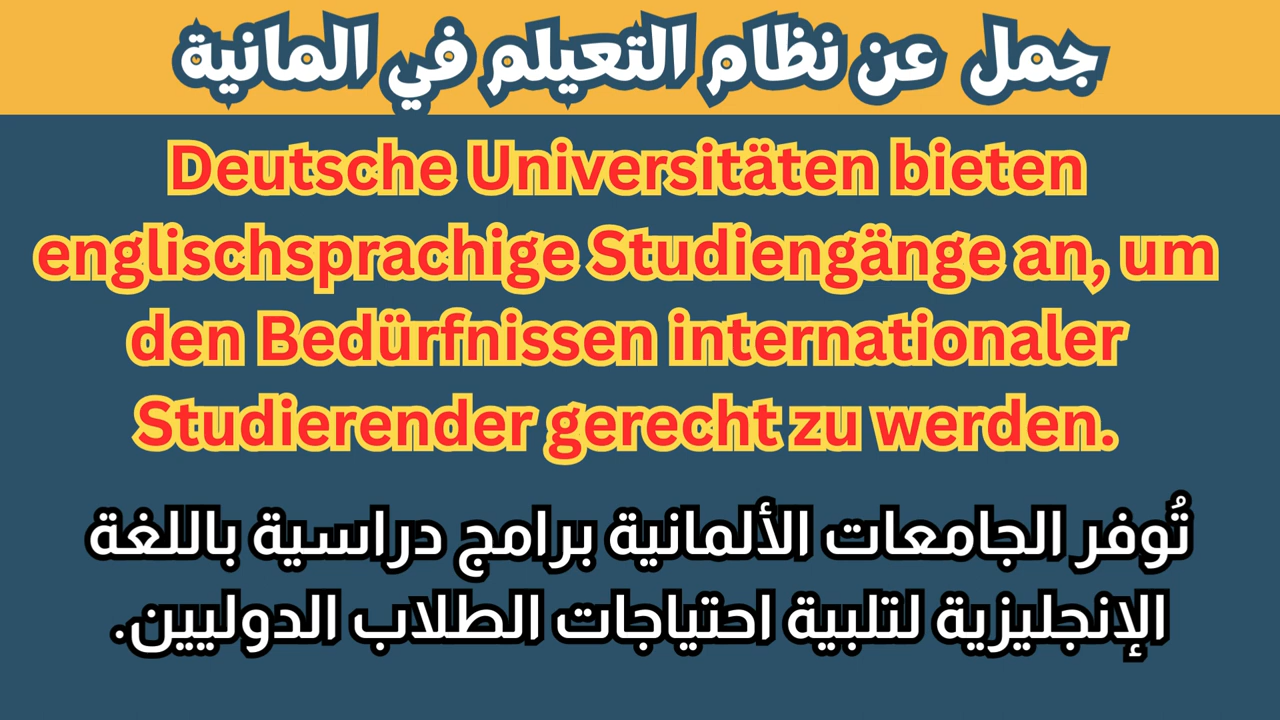 جمل عن نظام التعيلم في المانية
Deutsche Universitäten bieten
englischsprachige Studiengänge an, um
den Bedürfnissen internationaler
Studierender gerecht zu werden.
تُوفر الجامعات الألمانية برامج دراسية باللغة
الإنجليزية لتلبية احتياجات الطلاب الدوليين.